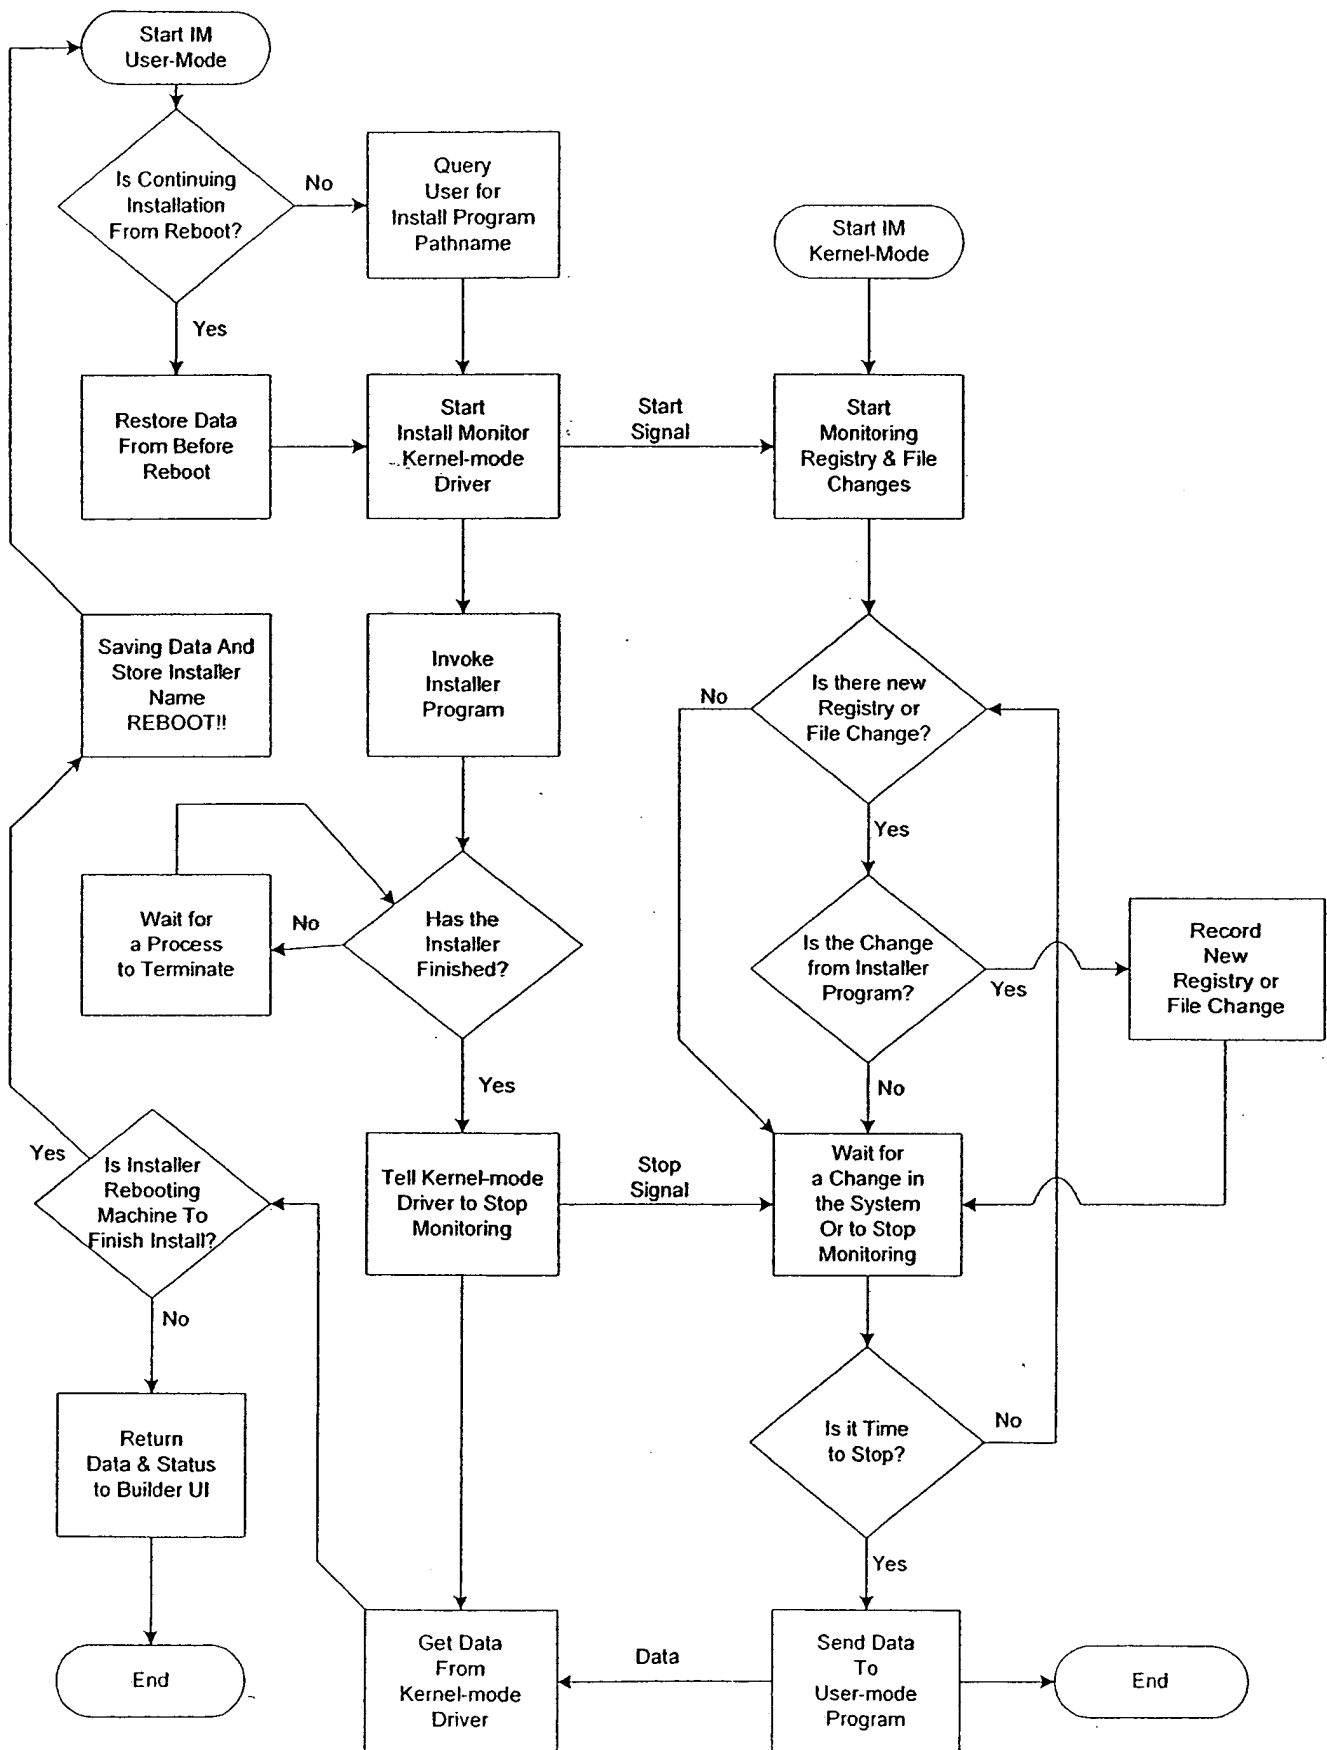 Start IM
User-Mode
Is Continuing
Installation
From Reboot?
No
Query
User for
Install Program
Pathname
Start IM
Kernel-Mode
Yes
Restore Data
From Before
Reboot
Start
Install Monitor
Kernel-mode
Driver
Start
Signal
Start
Monitoring
Registry & File
Changes
Saving Data And
Store Installer
Name
REBOOT!!
Invoke
Installer
Program
No
Is there new
Registry or
File Change?
Yes
Wait for
a Process
to Terminate
No
Has the
Installer
Finished?
Is the Change
from Installer
Program?
Yes
Record
New
Registry or
File Change
Yes
No
Yes
Is Installer
Rebooting
Machine To
Finish Install?
Tell Kernel-mode
Driver to Stop
Monitoring
Stop
Signal
Wait for
a Change in
the System
Or to Stop
Monitoring
No
Return
Data & Status
to Builder UI
Is it Time
to Stop?
No
Yes
End
Get Data
From
Kernel-mode
Driver
Data
Send Data
To
User-mode
Program
End